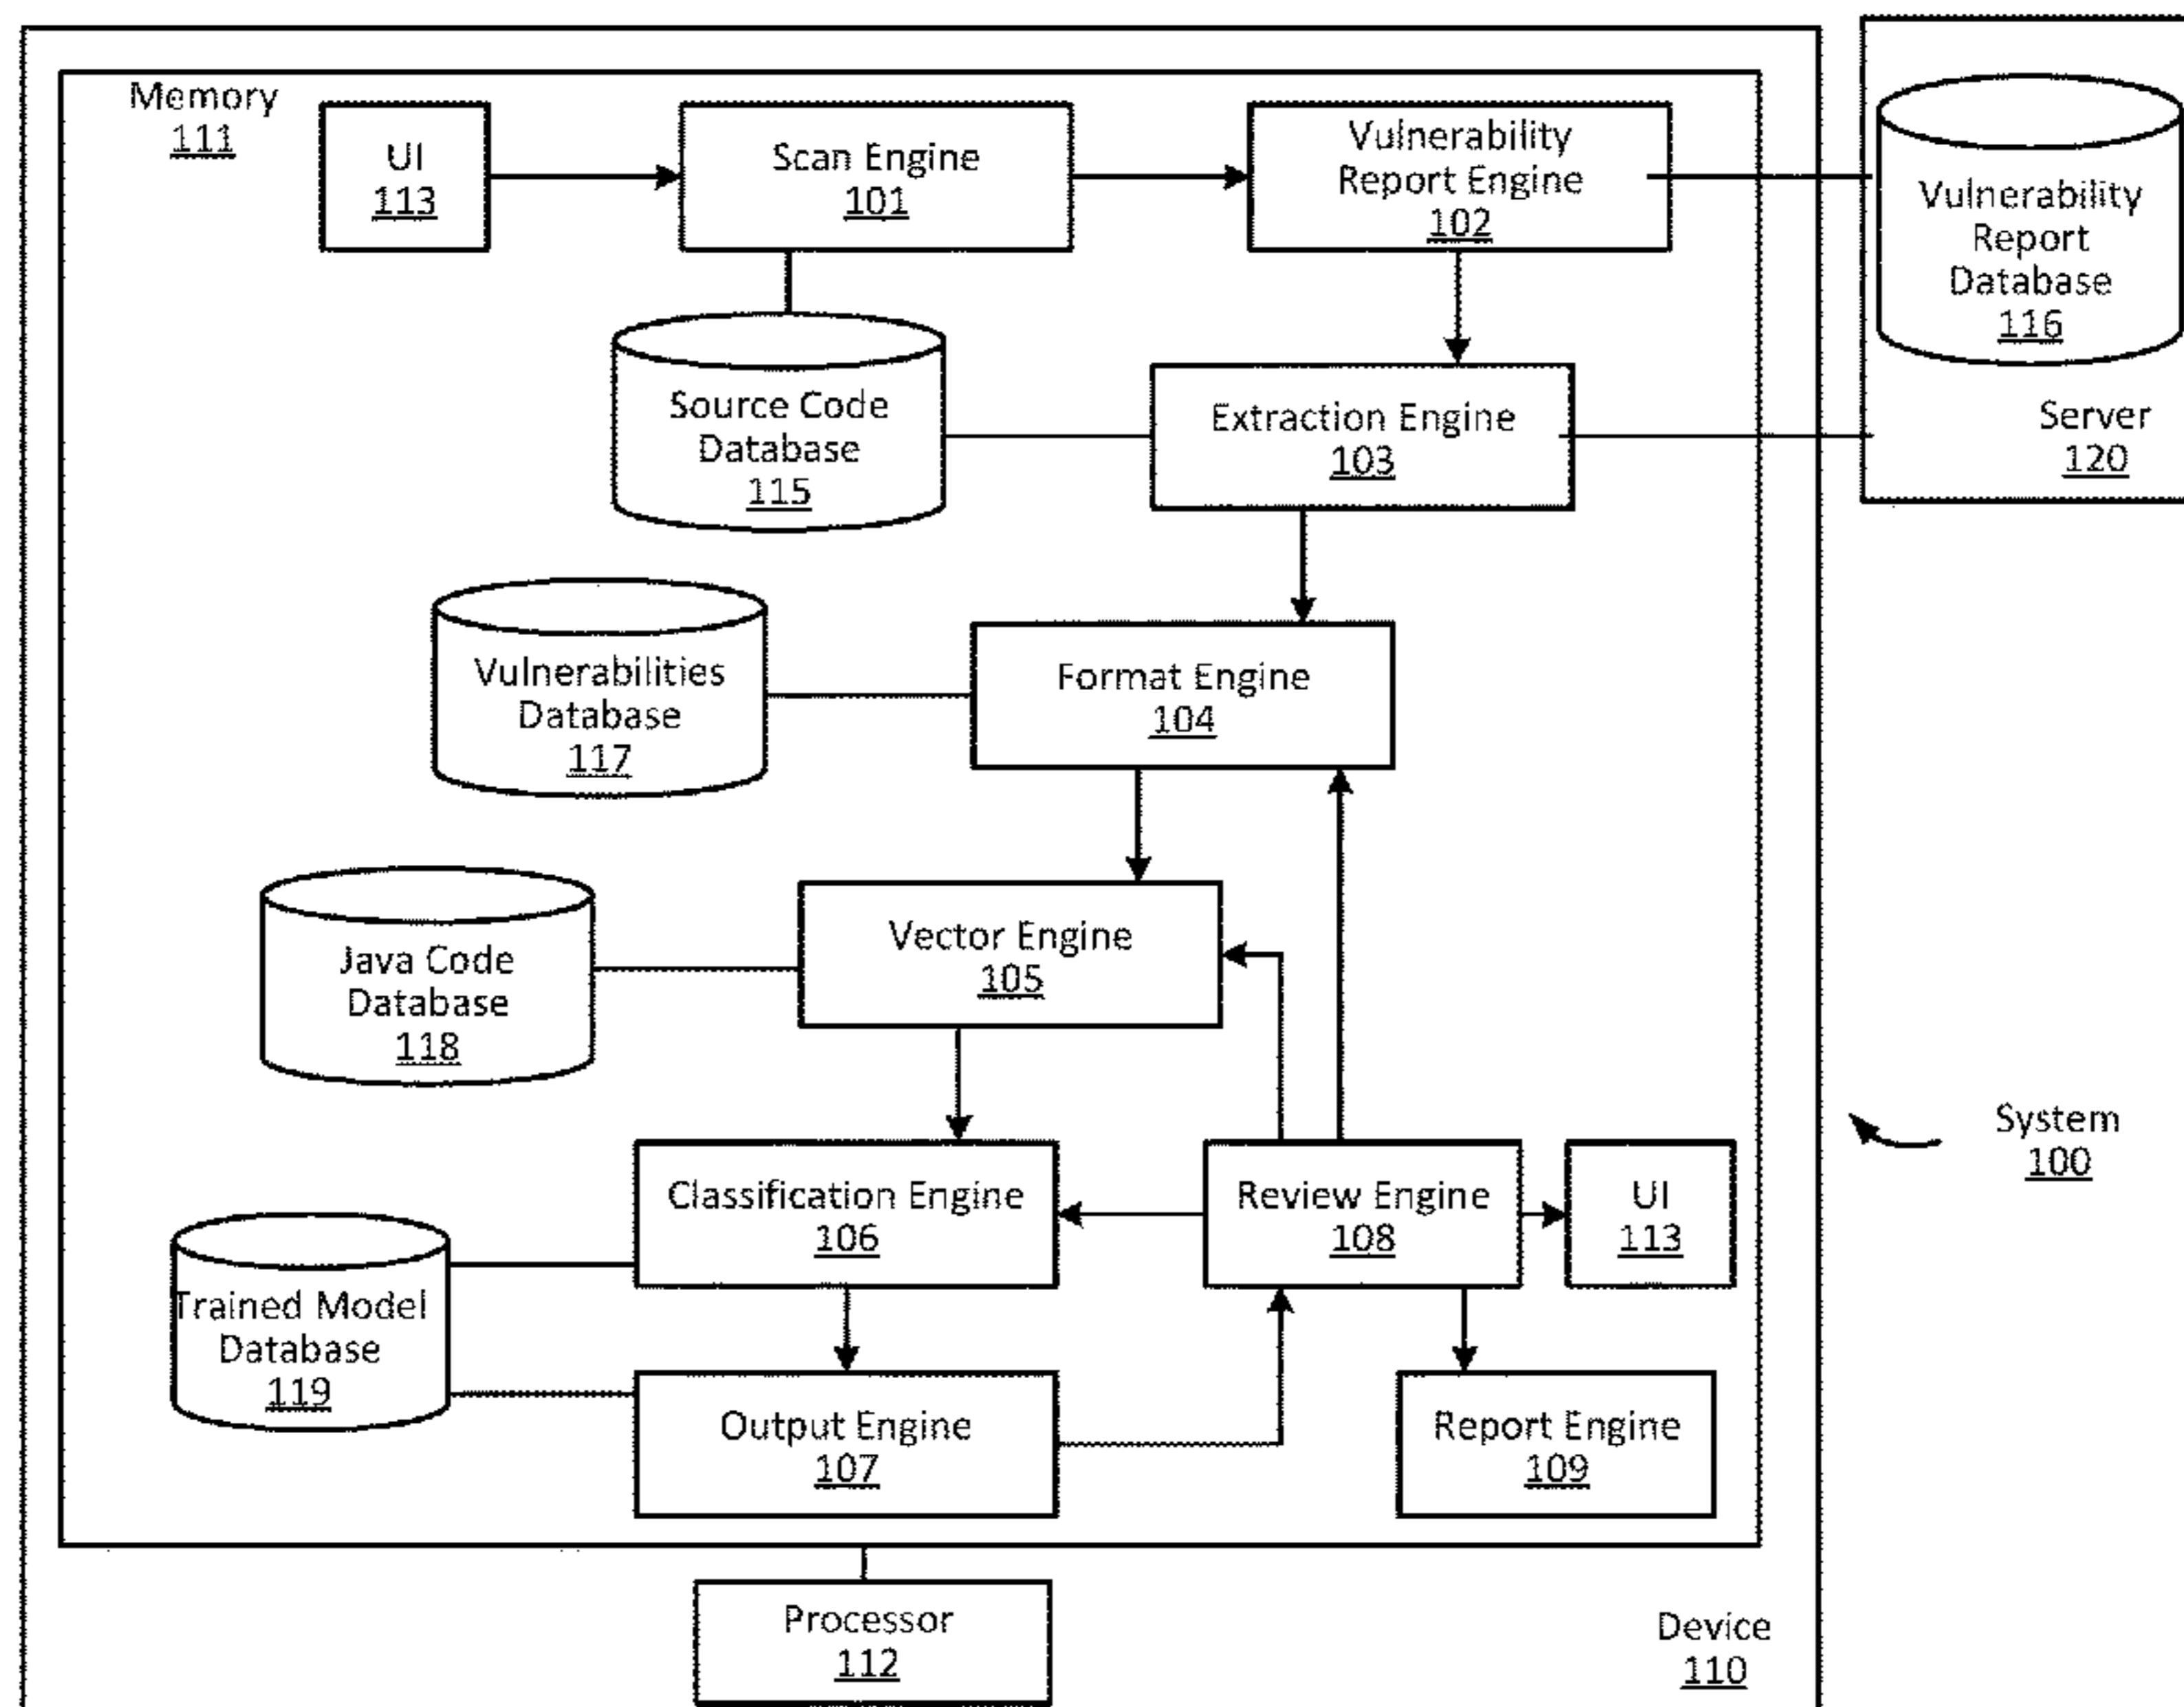 Memory
111
UI
113
Scan Engine
101
Vulnerability
Report Engine
102
Vulnerability
Report
Database
116
Source Code
Database
115
Extraction Engine
103
Server
120
Vulnerabilities
Database
117
Format Engine
104
Java Code
Database
118
Vector Engine
105
System
100
Classification Engine
106
Review Engine
108
UI
113
Trained Model
Database
119
Output Engine
107
Report Engine
109
Processor
112
Device
110